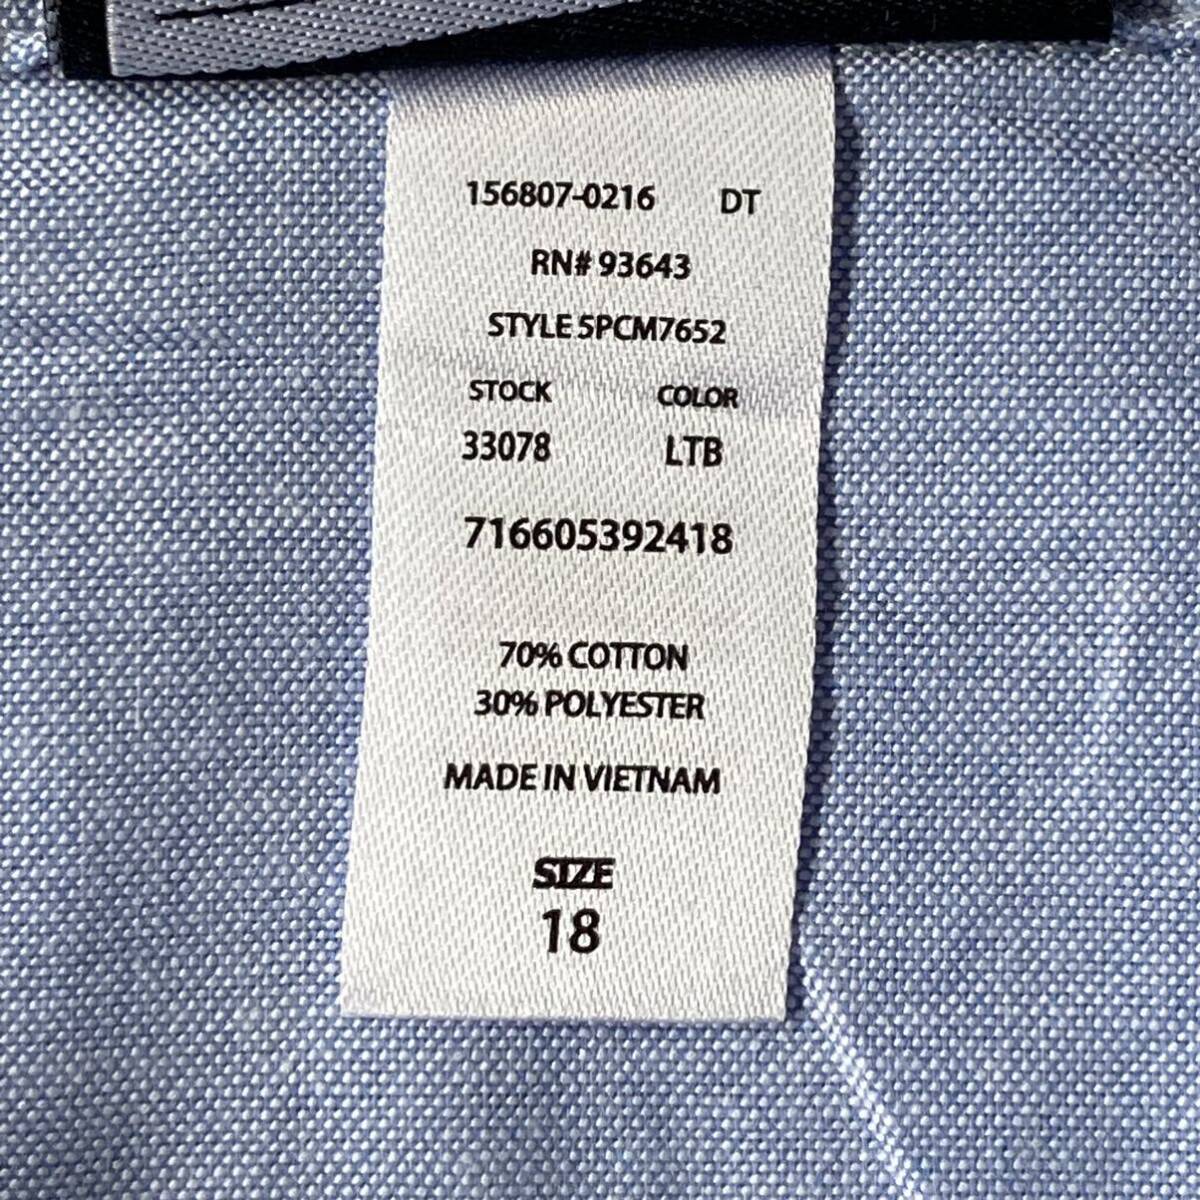 156807-0216 DT
RN# 93643
STYLE 5PCM7652
STOCK COLOR
33078 LTB
716605392418
70% COTTON
30% POLYESTER
MADE IN VIETNAM
SIZE
18